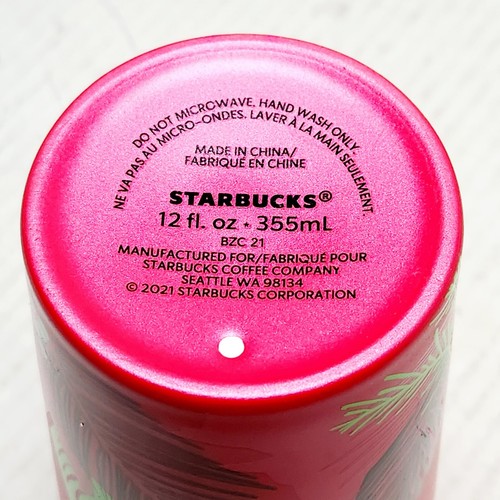 DO NOT MICROWAVE. HAND WASH ONLY.
NE VA PAS AU MICRO-ONDES. LAVER À LA MAIN SEULEMENT.
MADE IN CHINA/
FABRIQUÉ EN CHINE
STARBUCKS®
12 fl. oz • 355mL
BZC 21
MANUFACTURED FOR/FABRIQUÉ POUR
STARBUCKS COFFEE COMPANY
SEATTLE WA 98134
© 2021 STARBUCKS CORPORATION